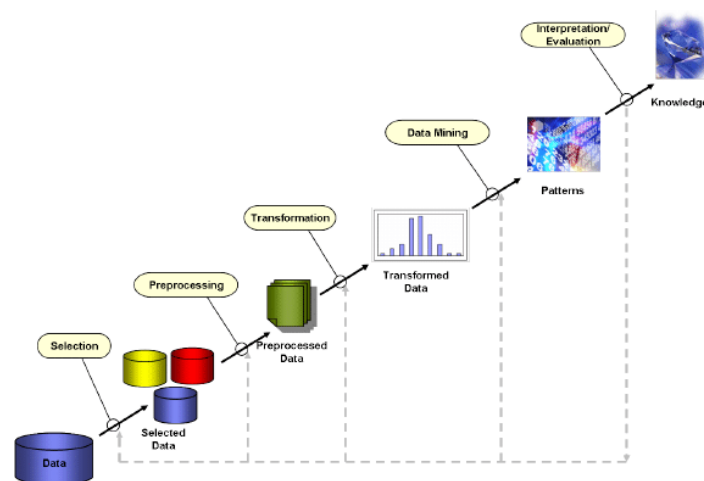 Interpretation/
Evaluation
Knowledge
Data Mining
Patterns
Transformation
Transformed
Data
Preprocessing
Preprocessed
Data
Selection
Selected
Data
Data